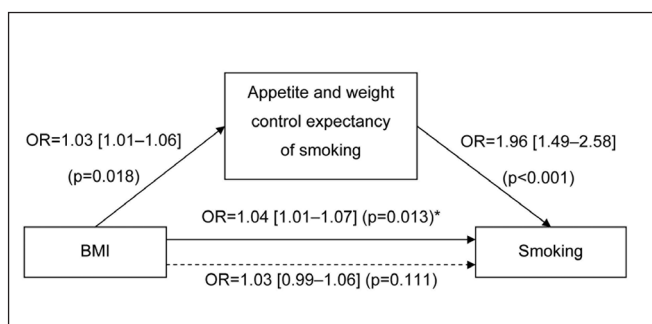 Appetite and weight
control expectancy
of smoking
OR=1.03 [1.01–1.06]
(p=0.018)
OR=1.96 [1.49–2.58]
(p<0.001)
OR=1.04 [1.01–1.07] (p=0.013)*
BMI
Smoking
OR=1.03 [0.99–1.06] (p=0.111)